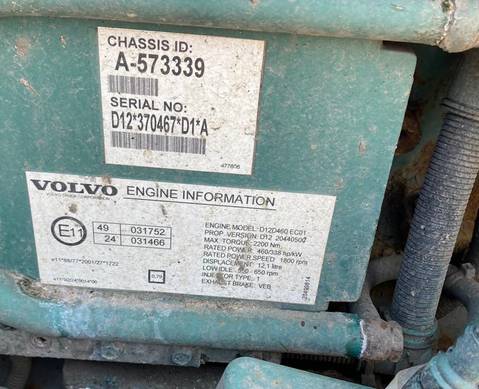 CHASSIS ID:
A-573339
SERIAL NO:
D12*370467*D1*A
477606
VOLVO ENGINE INFORMATION
E11
49 031752
24 031466
ENGINE MODEL: D12D460 EC01
PROP. VERSION: D12 20440500
MAX. TORQUE: 2200 Nm
RATED POWER: 460/338 hp/kW
RATED POWER SPEED: 1800 rpm
DISPLACEMENT: 12,1 litre
LOW IDLE: 550 - 650 rpm
INJECTOR TYPE: 1
EXHAUST BRAKE: VEB